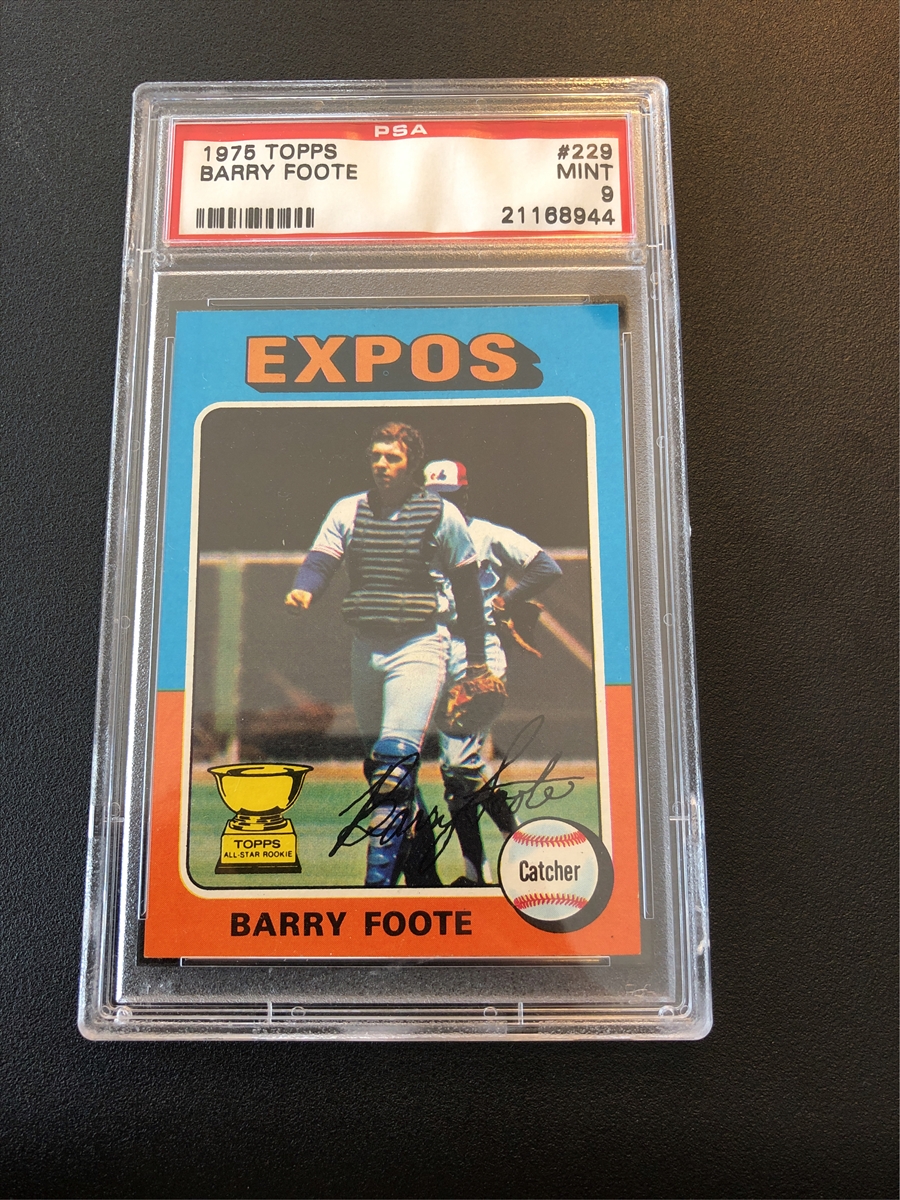 PSA
1975 TOPPS #229
BARRY FOOTE MINT
9
21168944
EXPOS
Barry Foote
TOPPS
ALL-STAR ROOKIE
Catcher
BARRY FOOTE